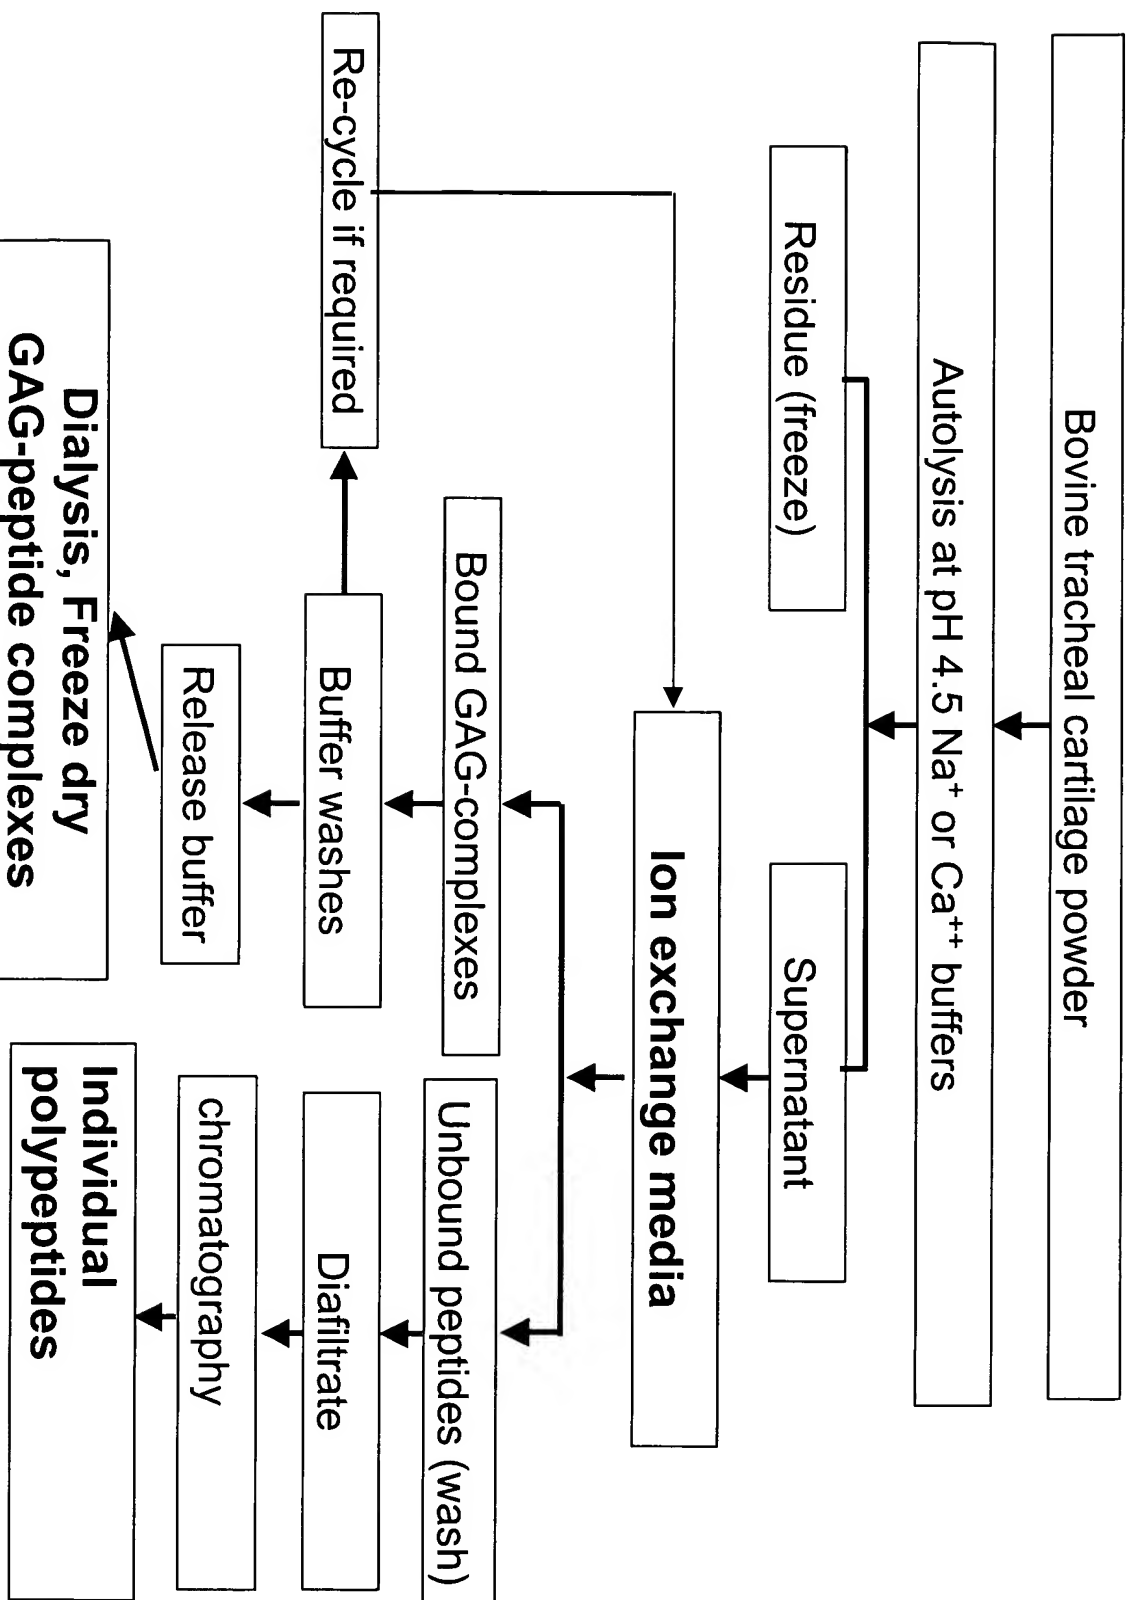 Bovine tracheal cartilage powder
Autolysis at pH 4.5 Na⁺ or Ca⁺⁺ buffers
Residue (freeze)
Supernatant
Ion exchange media
Bound GAG-complexes
Unbound peptides (wash)
Re-cycle if required
Buffer washes
Diafiltrate
Release buffer
chromatography
Dialysis, Freeze dry
GAG-peptide complexes
Individual
polypeptides